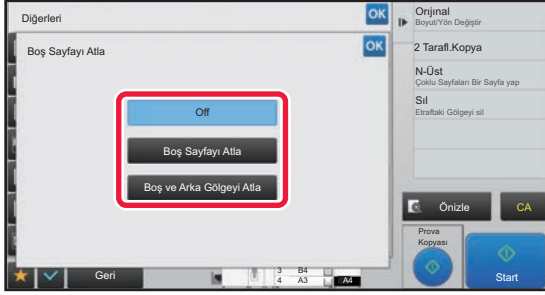 Diğerleri
OK
Boş Sayfayı Atla
OK
Off
Boş Sayfayı Atla
Boş ve Arka Gölgeyi Atla
Geri
3 B4
4 A3
A4
Orijinal
Boyut/Yön Değiştir
2 Tarafl.Kopya
N-Üst
Çoklu Sayfaları Bir Sayfa yap
Sil
Etraftaki Gölgeyi sil
Önizle
CA
Prova
Kopyası
Start